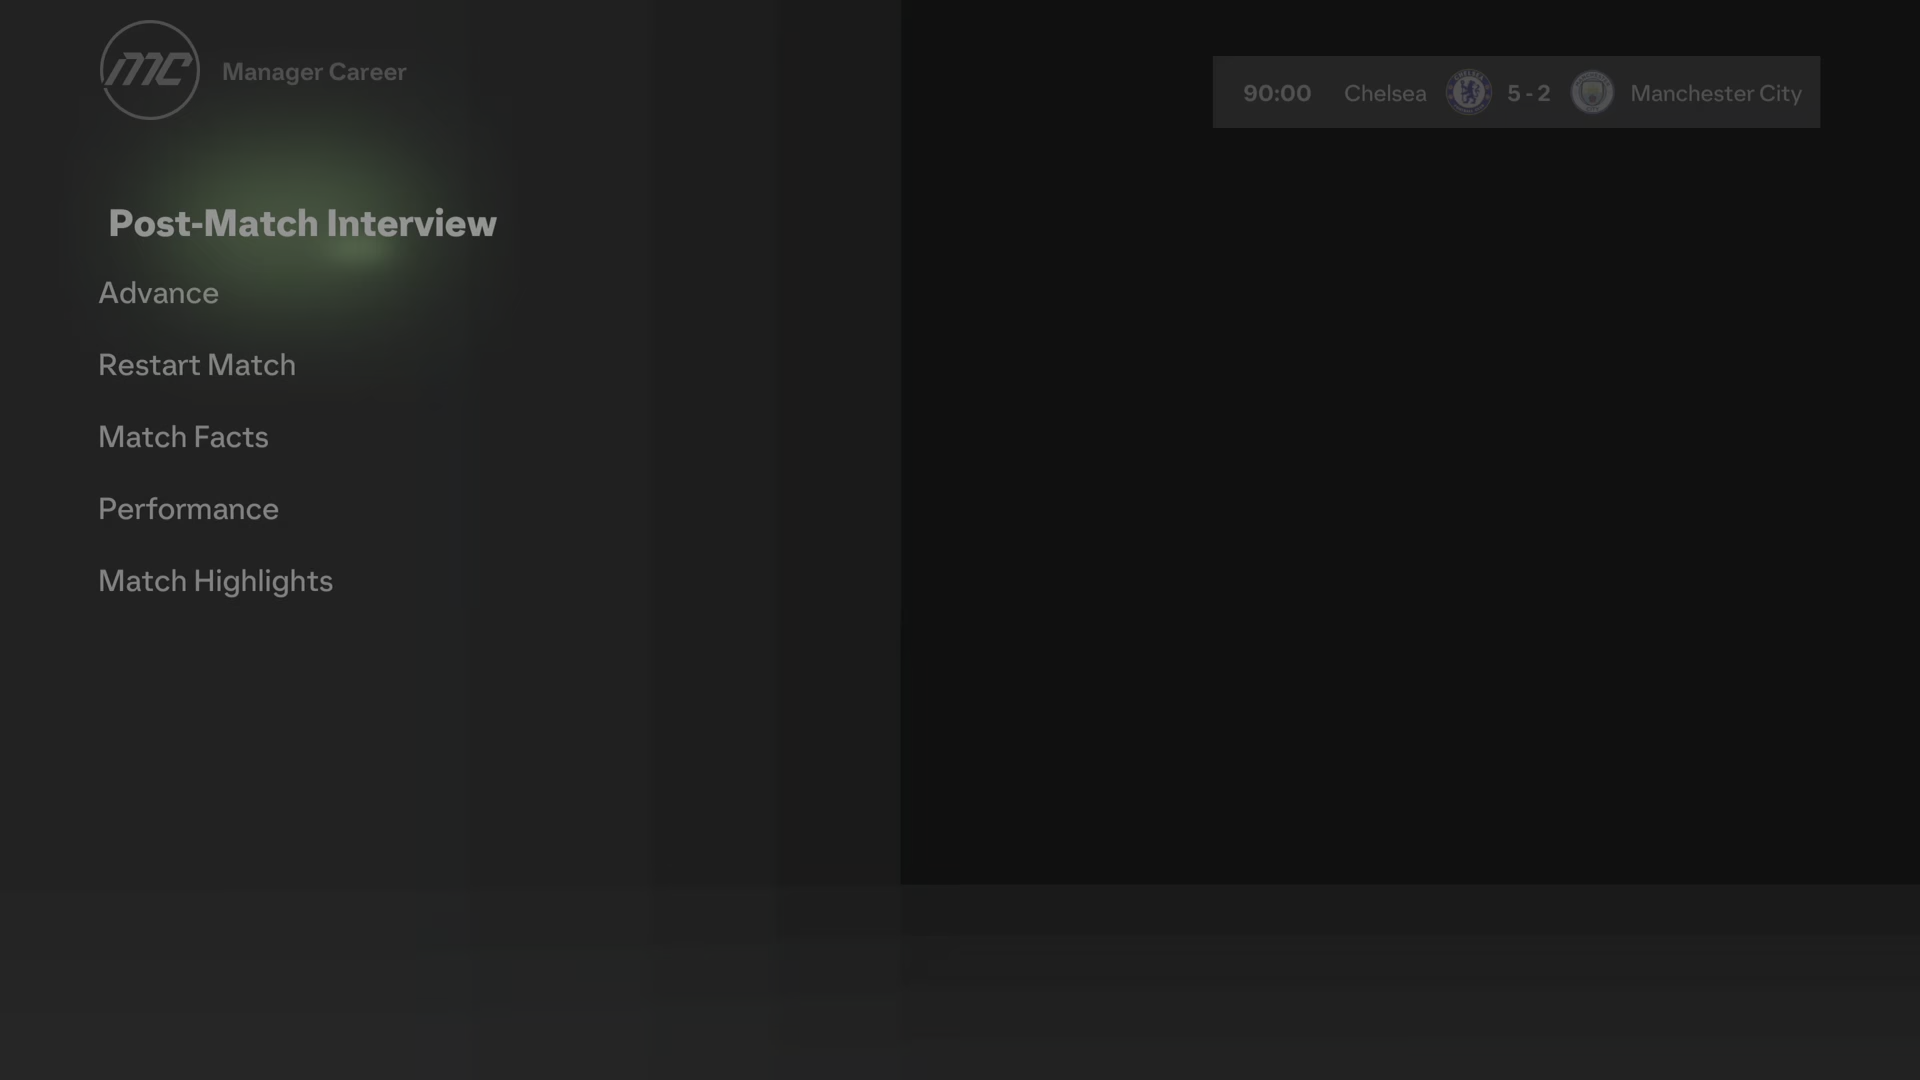 MC Manager Career
90:00 Chelsea 5 - 2 Manchester City
Post-Match Interview
Advance
Restart Match
Match Facts
Performance
Match Highlights